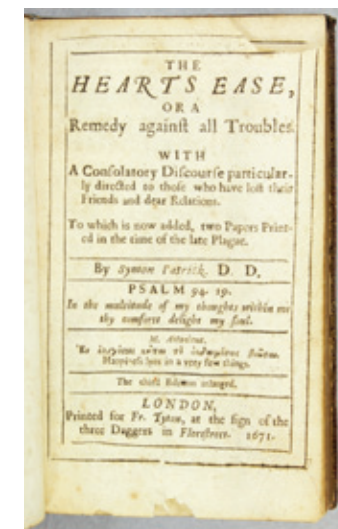 THE
HEARTS EASE,
OR A
Remedy againſt all Troubles.
WITH
A Conſolatory Diſcourſe particular-
ly directed to thoſe who have loſt their
Friends and dear Relations.
To which is now added, two Papers Print-
ed in the time of the late Plague.
By Symon Patrick, D. D.
PSALM 94. 19.
In the multitude of my thoughts within me
thy comforts delight my ſoul.
M. Antoninus.
Happineſs lyes in a very few things.
The third Edition enlarged.
LONDON,
Printed for Fr. Tyton, at the ſign of the
three Daggers in Fleetſtreet. 1671.